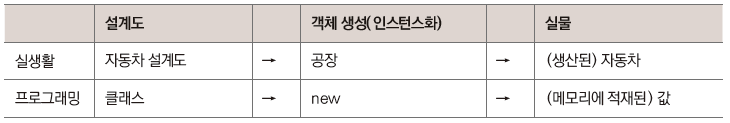 설계도 객체 생성(인스턴스화) 실물
실생활 자동차 설계도 → 공장 → (생산된) 자동차
프로그래밍 클래스 → new → (메모리에 적재된) 값